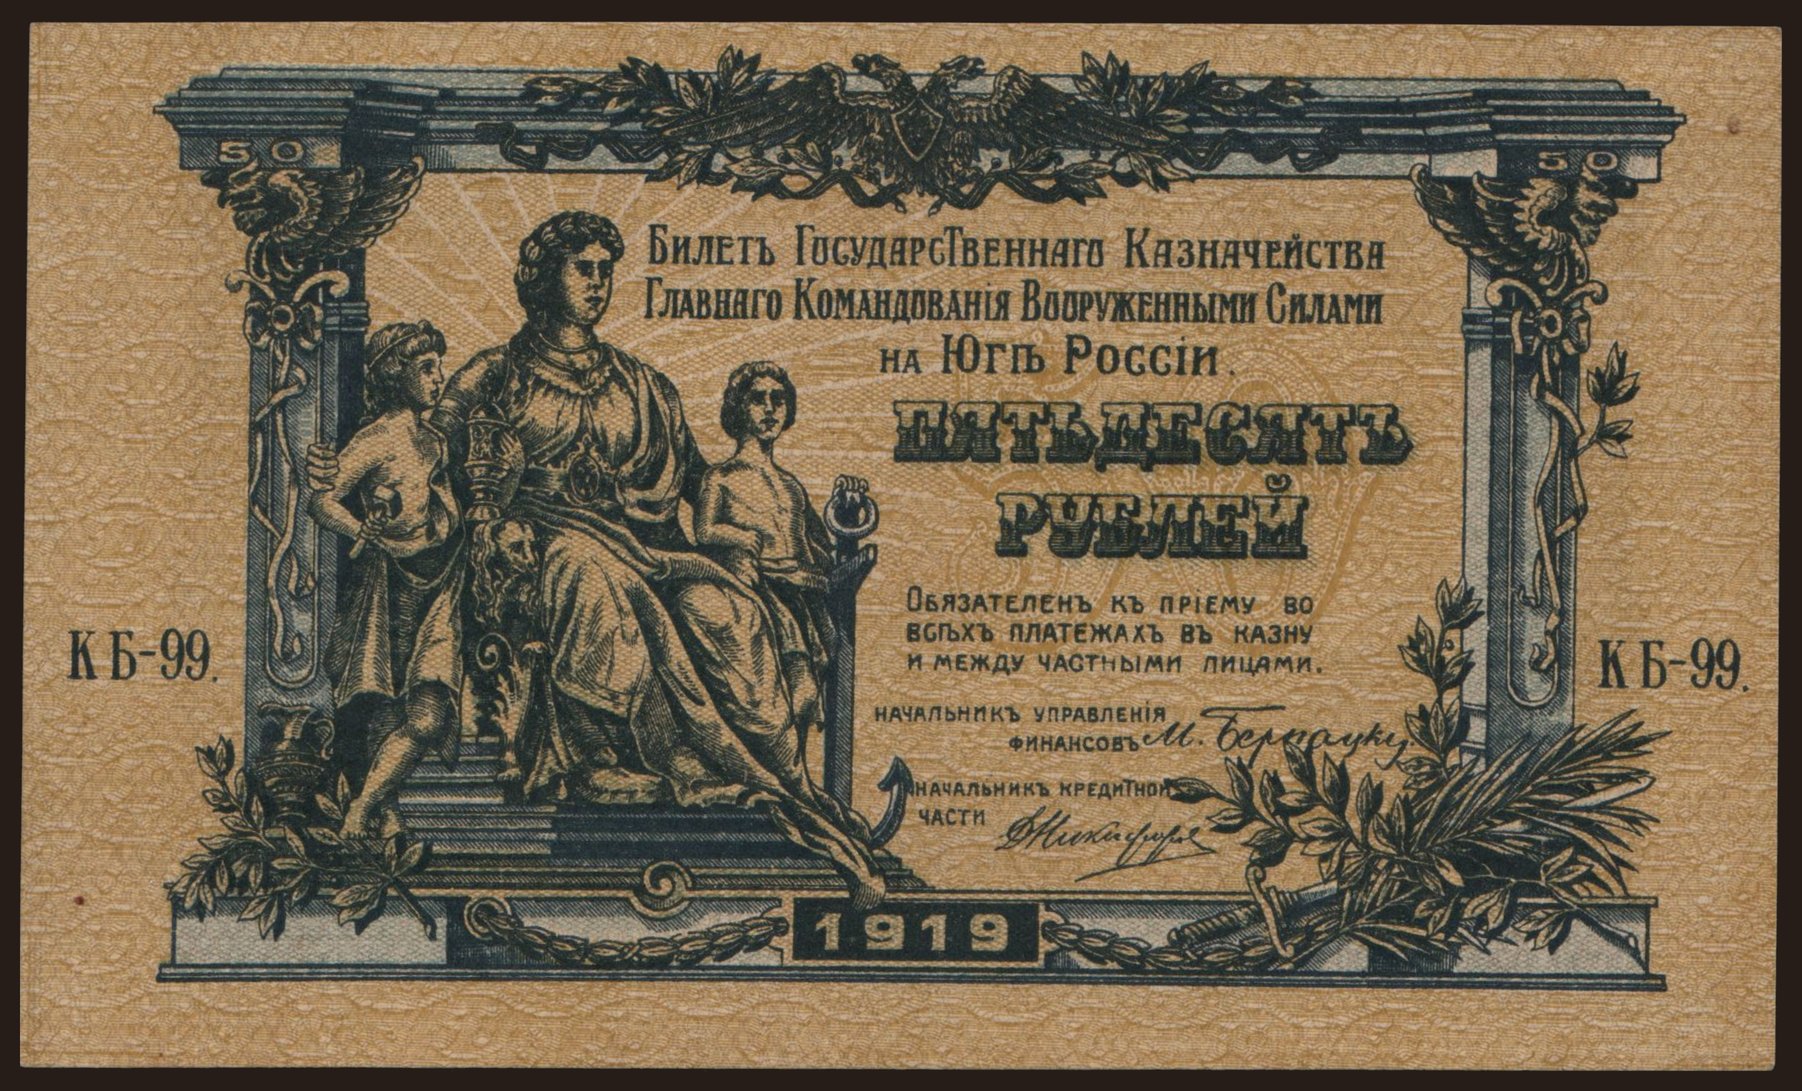 50 50
Билетъ Государственнаго Казначейства
Главнаго Командованія Вооруженными Силами
на Югѣ Россіи.
ПЯТЬДЕСЯТЪ
РУБЛЕЙ
Обязателенъ къ пріему во
всѣхъ платежахъ въ казну
и между частными лицами.
КБ-99. КБ-99.
Начальникъ управленія
финансовъ М.
Начальникъ кредитной
части
1919